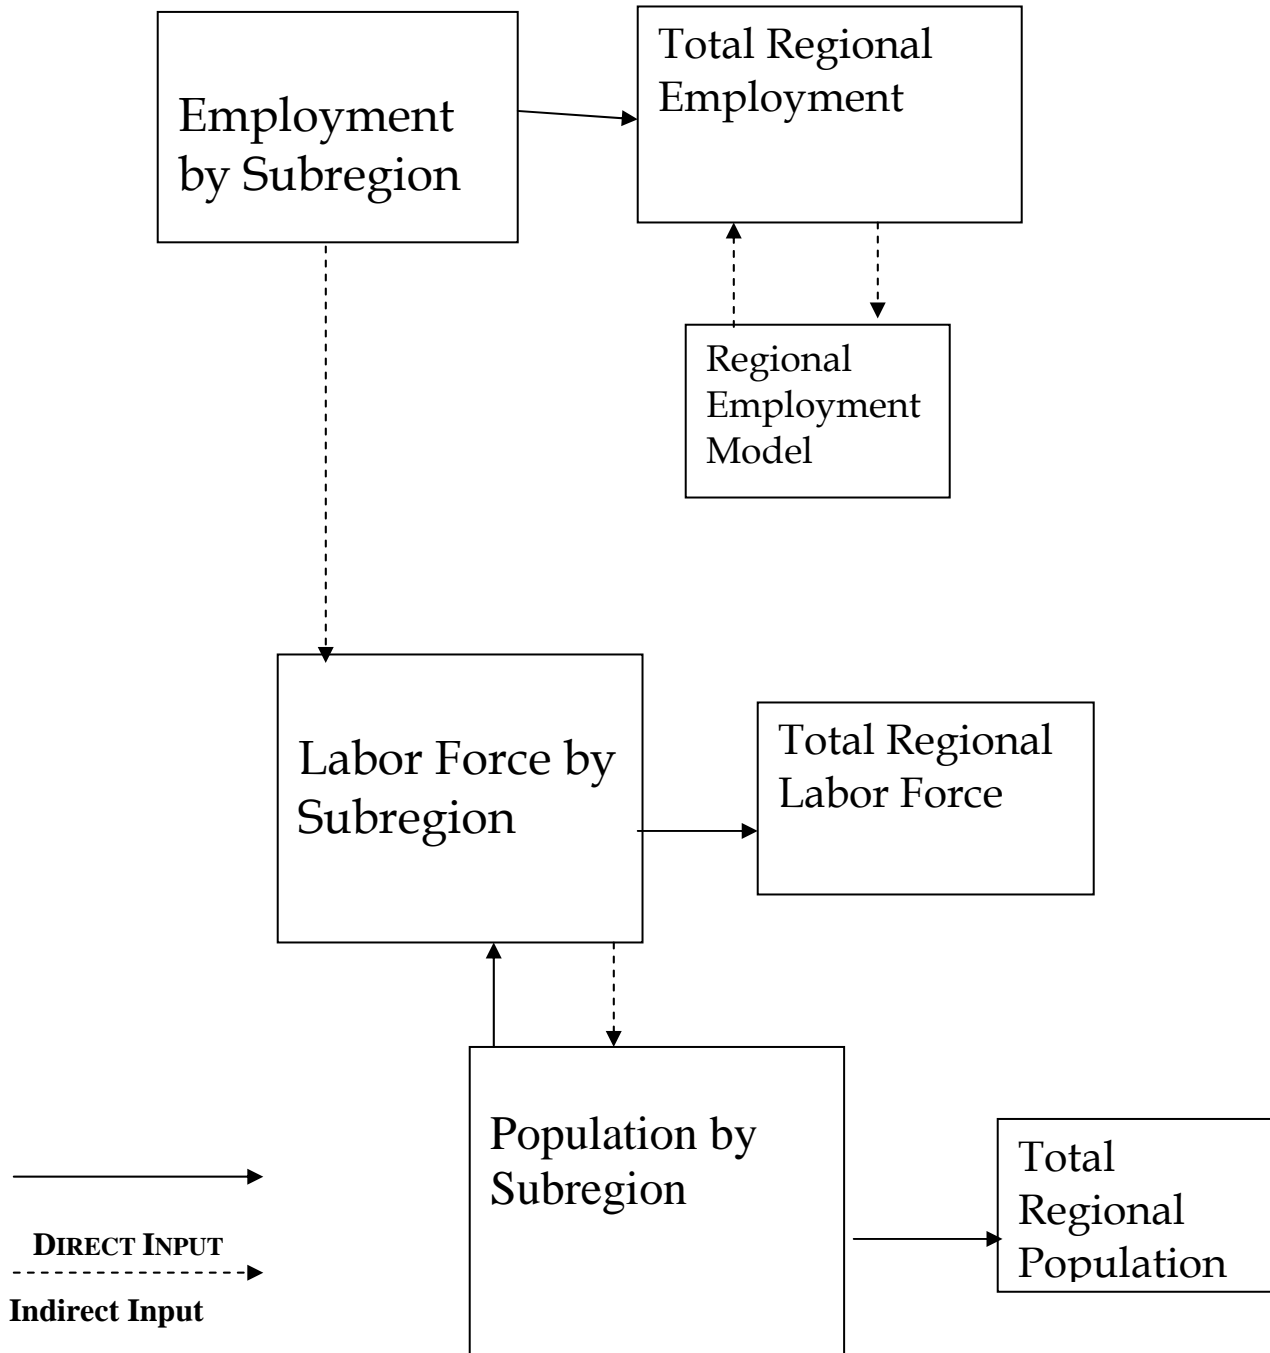 Employment
by Subregion
Total Regional
Employment
Regional
Employment
Model
Labor Force by
Subregion
Total Regional
Labor Force
Population by
Subregion
Total
Regional
Population
DIRECT INPUT
Indirect Input